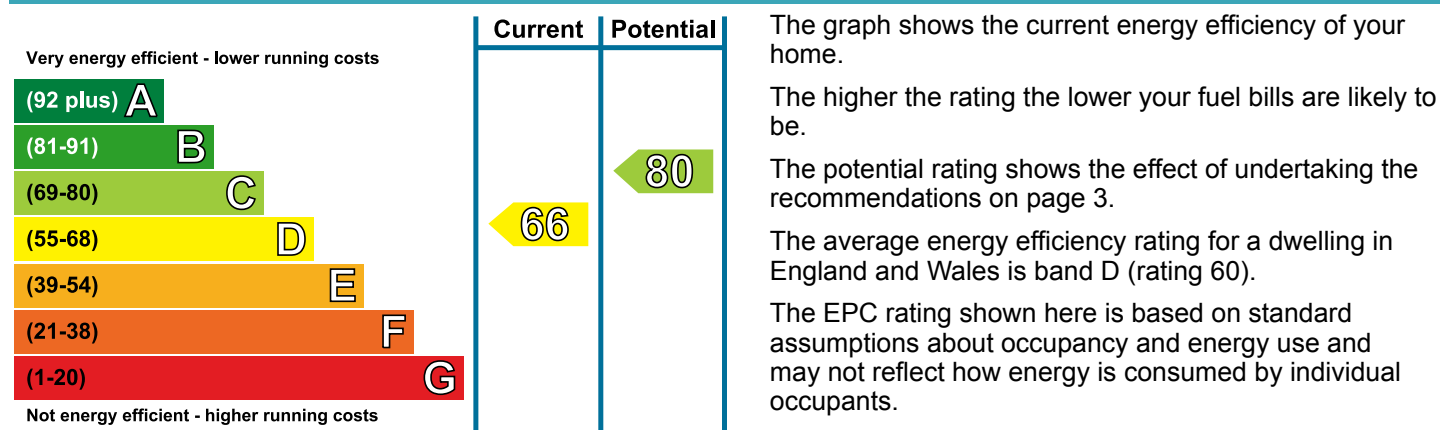 Current Potential
Very energy efficient - lower running costs
(92 plus) A
(81-91) B
(69-80) C
(55-68) D
(39-54) E
(21-38) F
(1-20) G
Not energy efficient - higher running costs
66
80
The graph shows the current energy efficiency of your
home.
The higher the rating the lower your fuel bills are likely to
be.
The potential rating shows the effect of undertaking the
recommendations on page 3.
The average energy efficiency rating for a dwelling in
England and Wales is band D (rating 60).
The EPC rating shown here is based on standard
assumptions about occupancy and energy use and
may not reflect how energy is consumed by individual
occupants.